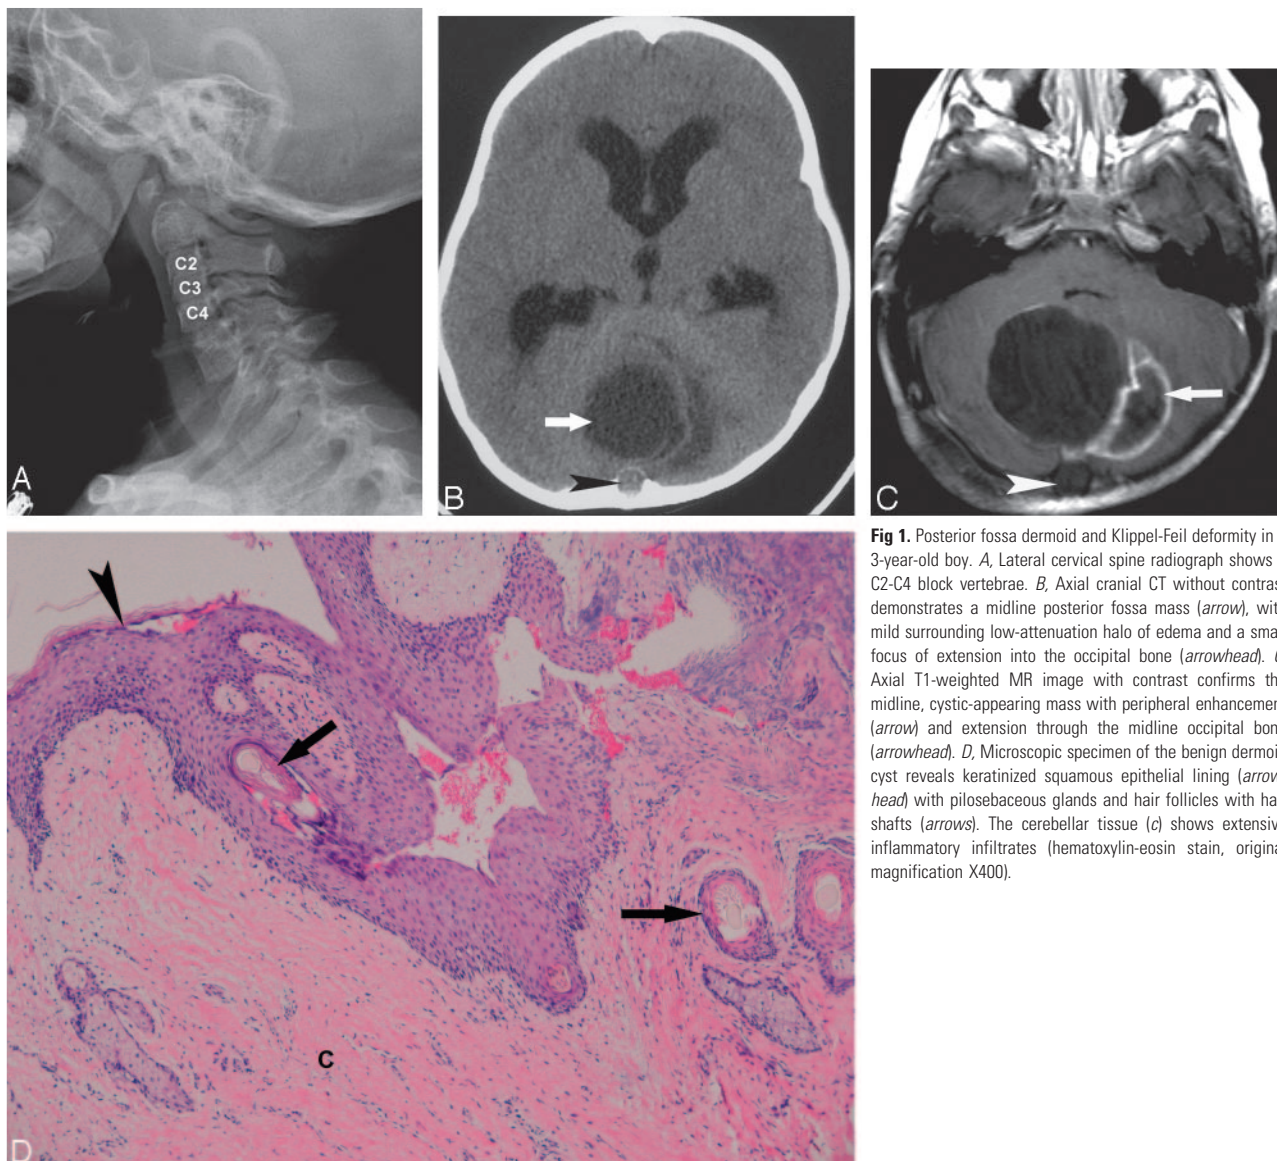 C2
C3
C4
A
B
C
Fig 1. Posterior fossa dermoid and Klippel-Feil deformity in
3-year-old boy. A, Lateral cervical spine radiograph shows
C2-C4 block vertebrae. B, Axial cranial CT without contras
demonstrates a midline posterior fossa mass (arrow), wit
mild surrounding low-attenuation halo of edema and a sma
focus of extension into the occipital bone (arrowhead).
Axial T1-weighted MR image with contrast confirms th
midline, cystic-appearing mass with peripheral enhancemen
(arrow) and extension through the midline occipital bon
(arrowhead). D, Microscopic specimen of the benign dermoi
cyst reveals keratinized squamous epithelial lining (arrow
head) with pilosebaceous glands and hair follicles with ha
shafts (arrows). The cerebellar tissue (c) shows extensiv
inflammatory infiltrates (hematoxylin-eosin stain, origina
magnification X400).
C
D